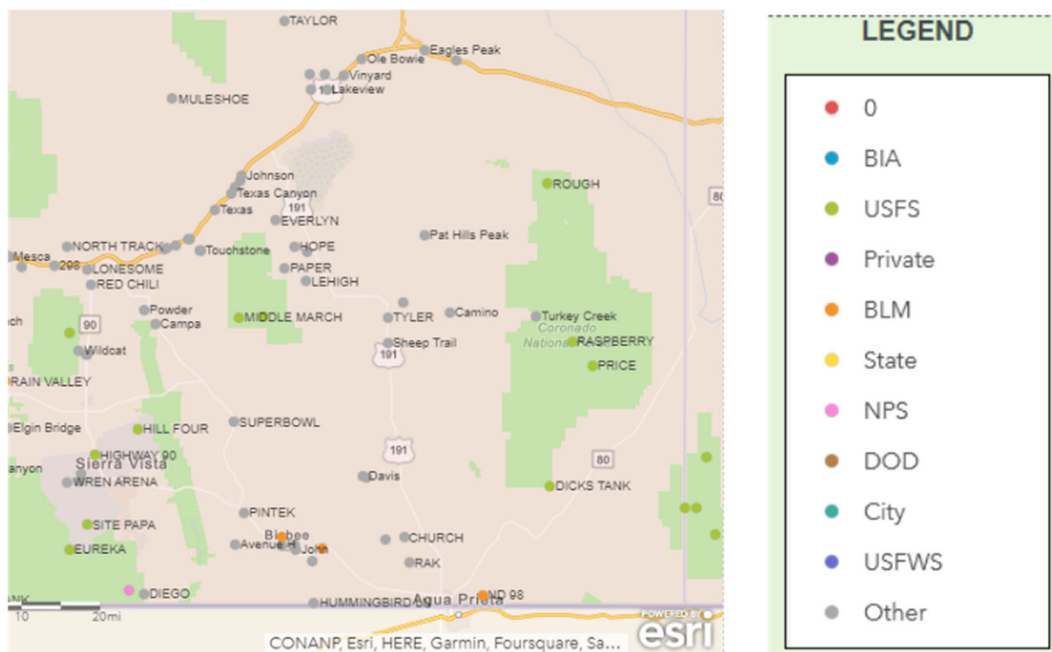 TAYLOR
Eagles Peak
Ole Bowie
Vinyard
Lakeview
MULESHOE
Johnson
Texas Canyon
ROUGH
80
191
Texas
EVERLYN
Pat Hills Peak
NORTH TRACK
HOPE
Touchstone
Mesca
298
LONESOME
PAPER
RED CHILI
LEHIGH
Powder
MIDDLE MARCH
TYLER
Camino
Turkey Creek
90
Campa
Coronado
RASPBERRY
Sheep Trail
Wildcat
191
PRICE
RAIN VALLEY
SUPERBOWL
Elgin Bridge
HILL FOUR
191
HIGHWAY 90
80
anyon
Sierra Vista
WREN ARENA
Davis
DICKS TANK
PINTEK
SITE PAPA
Bisbee
CHURCH
EUREKA
Avenue H
John
RAK
DIEGO
HUMMINGBIRD LN
Agua Prieta
ND 98
10
20mi
POWERED BY
esri
CONANP, Esri, HERE, Garmin, Foursquare, Sa...
LEGEND
0
BIA
USFS
Private
BLM
State
NPS
DOD
City
USFWS
Other